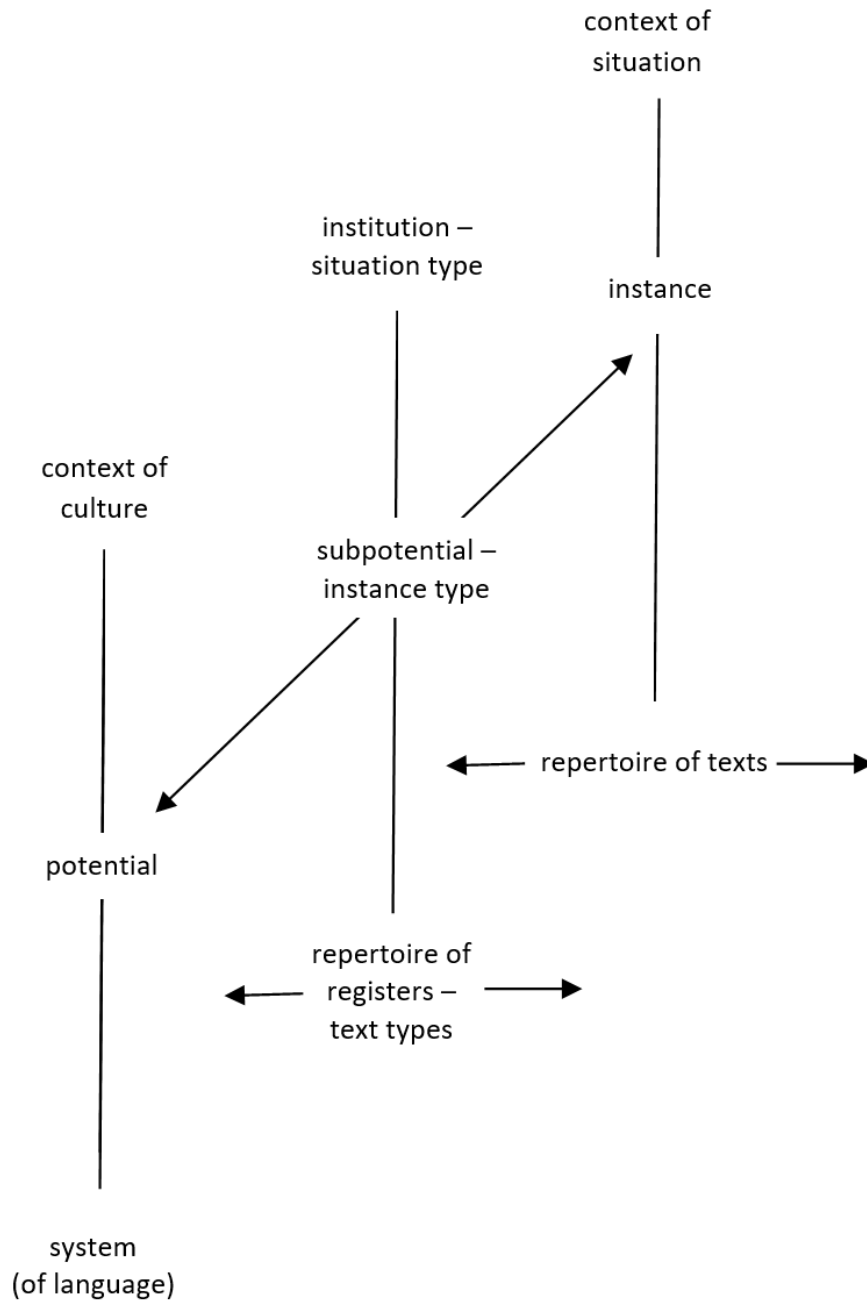 context of
situation
institution –
situation type
instance
context of
culture
subpotential –
instance type
repertoire of texts
potential
repertoire of
registers –
text types
system
(of language)